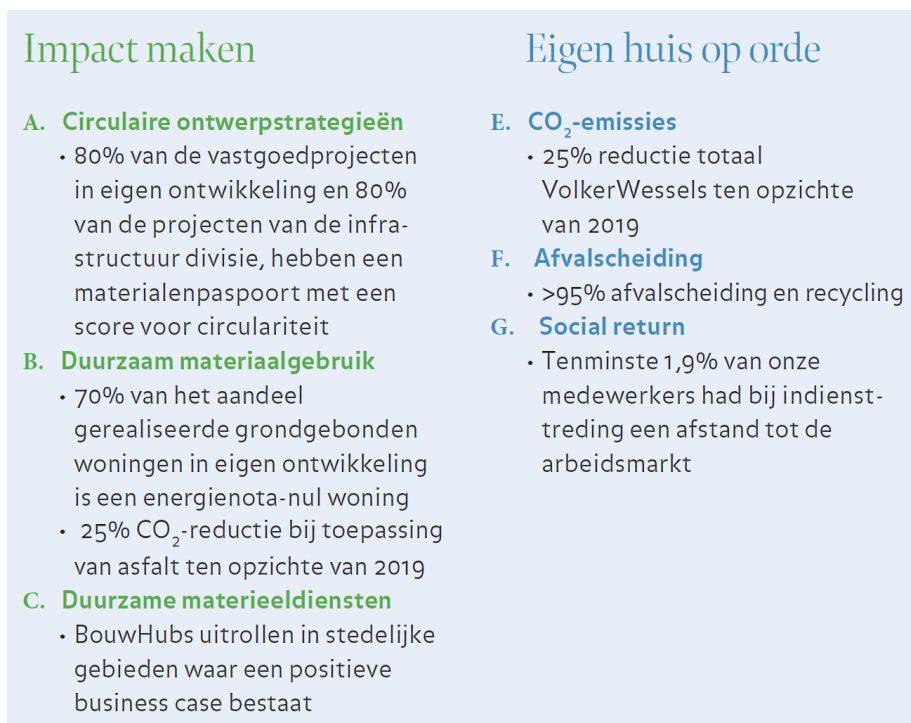 Impact maken
A. Circulaire ontwerpstrategieën
• 80% van de vastgoedprojecten
in eigen ontwikkeling en 80%
van de projecten van de infra-
structuur divisie, hebben een
materialenpaspoort met een
score voor circulariteit
B. Duurzaam materiaalgebruik
• 70% van het aandeel
gerealiseerde grondgebonden
woningen in eigen ontwikkeling
is een energienota-nul woning
• 25% CO₂-reductie bij toepassing
van asfalt ten opzichte van 2019
C. Duurzame materieeldiensten
• BouwHubs uitrollen in stedelijke
gebieden waar een positieve
business case bestaat
Eigen huis op orde
E. CO₂-emissies
• 25% reductie totaal
VolkerWessels ten opzichte
van 2019
F. Afvalscheiding
• >95% afvalscheiding en recycling
G. Social return
• Tenminste 1,9% van onze
medewerkers had bij indienst-
treding een afstand tot de
arbeidsmarkt